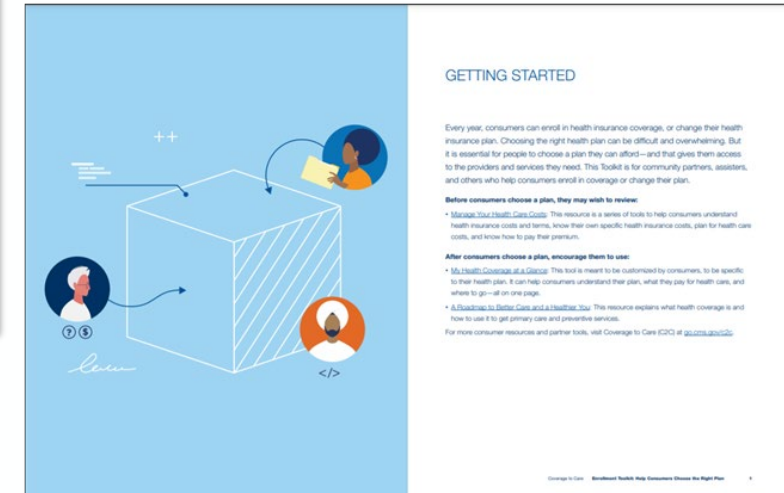 ++
? $
</>
GETTING STARTED
Every year, consumers can enroll in health insurance coverage, or change their health
insurance plan. Choosing the right health plan can be difficult and overwhelming. But
it is essential for people to choose a plan they can afford—and that gives them access
to the providers and services they need. This Toolkit is for community partners, assisters,
and others who help consumers enroll in coverage or change their plan.
Before consumers choose a plan, they may wish to review:
• Manage Your Health Care Costs: This resource is a series of tools to help consumers understand
health insurance costs and terms, know their own specific health insurance costs, plan for health care
costs, and know how to pay their premium.
After consumers choose a plan, encourage them to use:
• My Health Coverage at a Glance: This tool is meant to be customized by consumers, to be specific
to their health plan. It can help consumers understand their plan, what they pay for health care, and
where to go—all on one page.
• A Roadmap to Better Care and a Healthier You: This resource explains what health coverage is and
how to use it to get primary care and preventive services.
For more consumer resources and partner tools, visit Coverage to Care (C2C) at go.cms.gov/c2c.
Coverage to Care Enrollment Toolkit: Help Consumers Choose the Right Plan